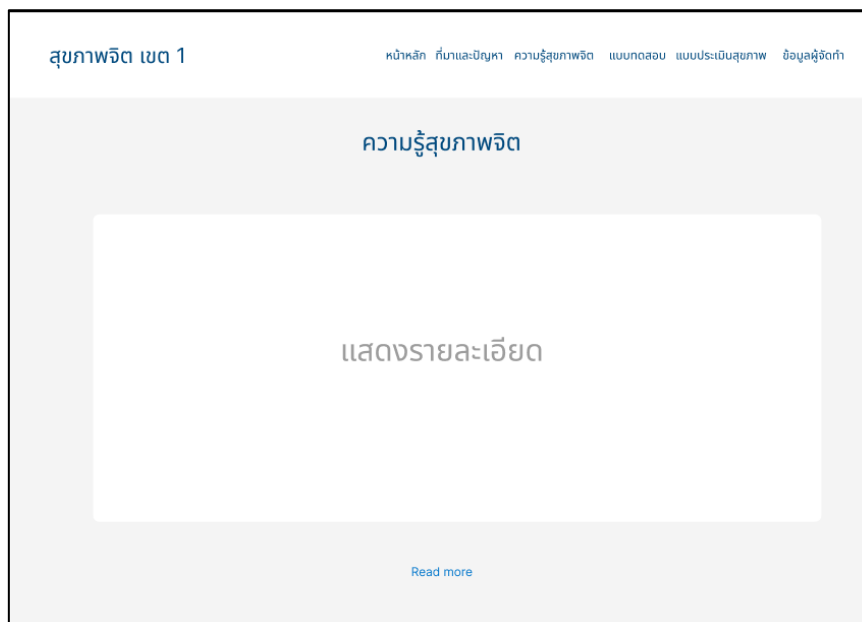 สุขภาพจิต เขต 1
หน้าหลัก ที่มาและปัญหา ความรู้สุขภาพจิต แบบทดสอบ แบบประเมินสุขภาพ ข้อมูลผู้จัดทำ
ความรู้สุขภาพจิต
แสดงรายละเอียด
Read more